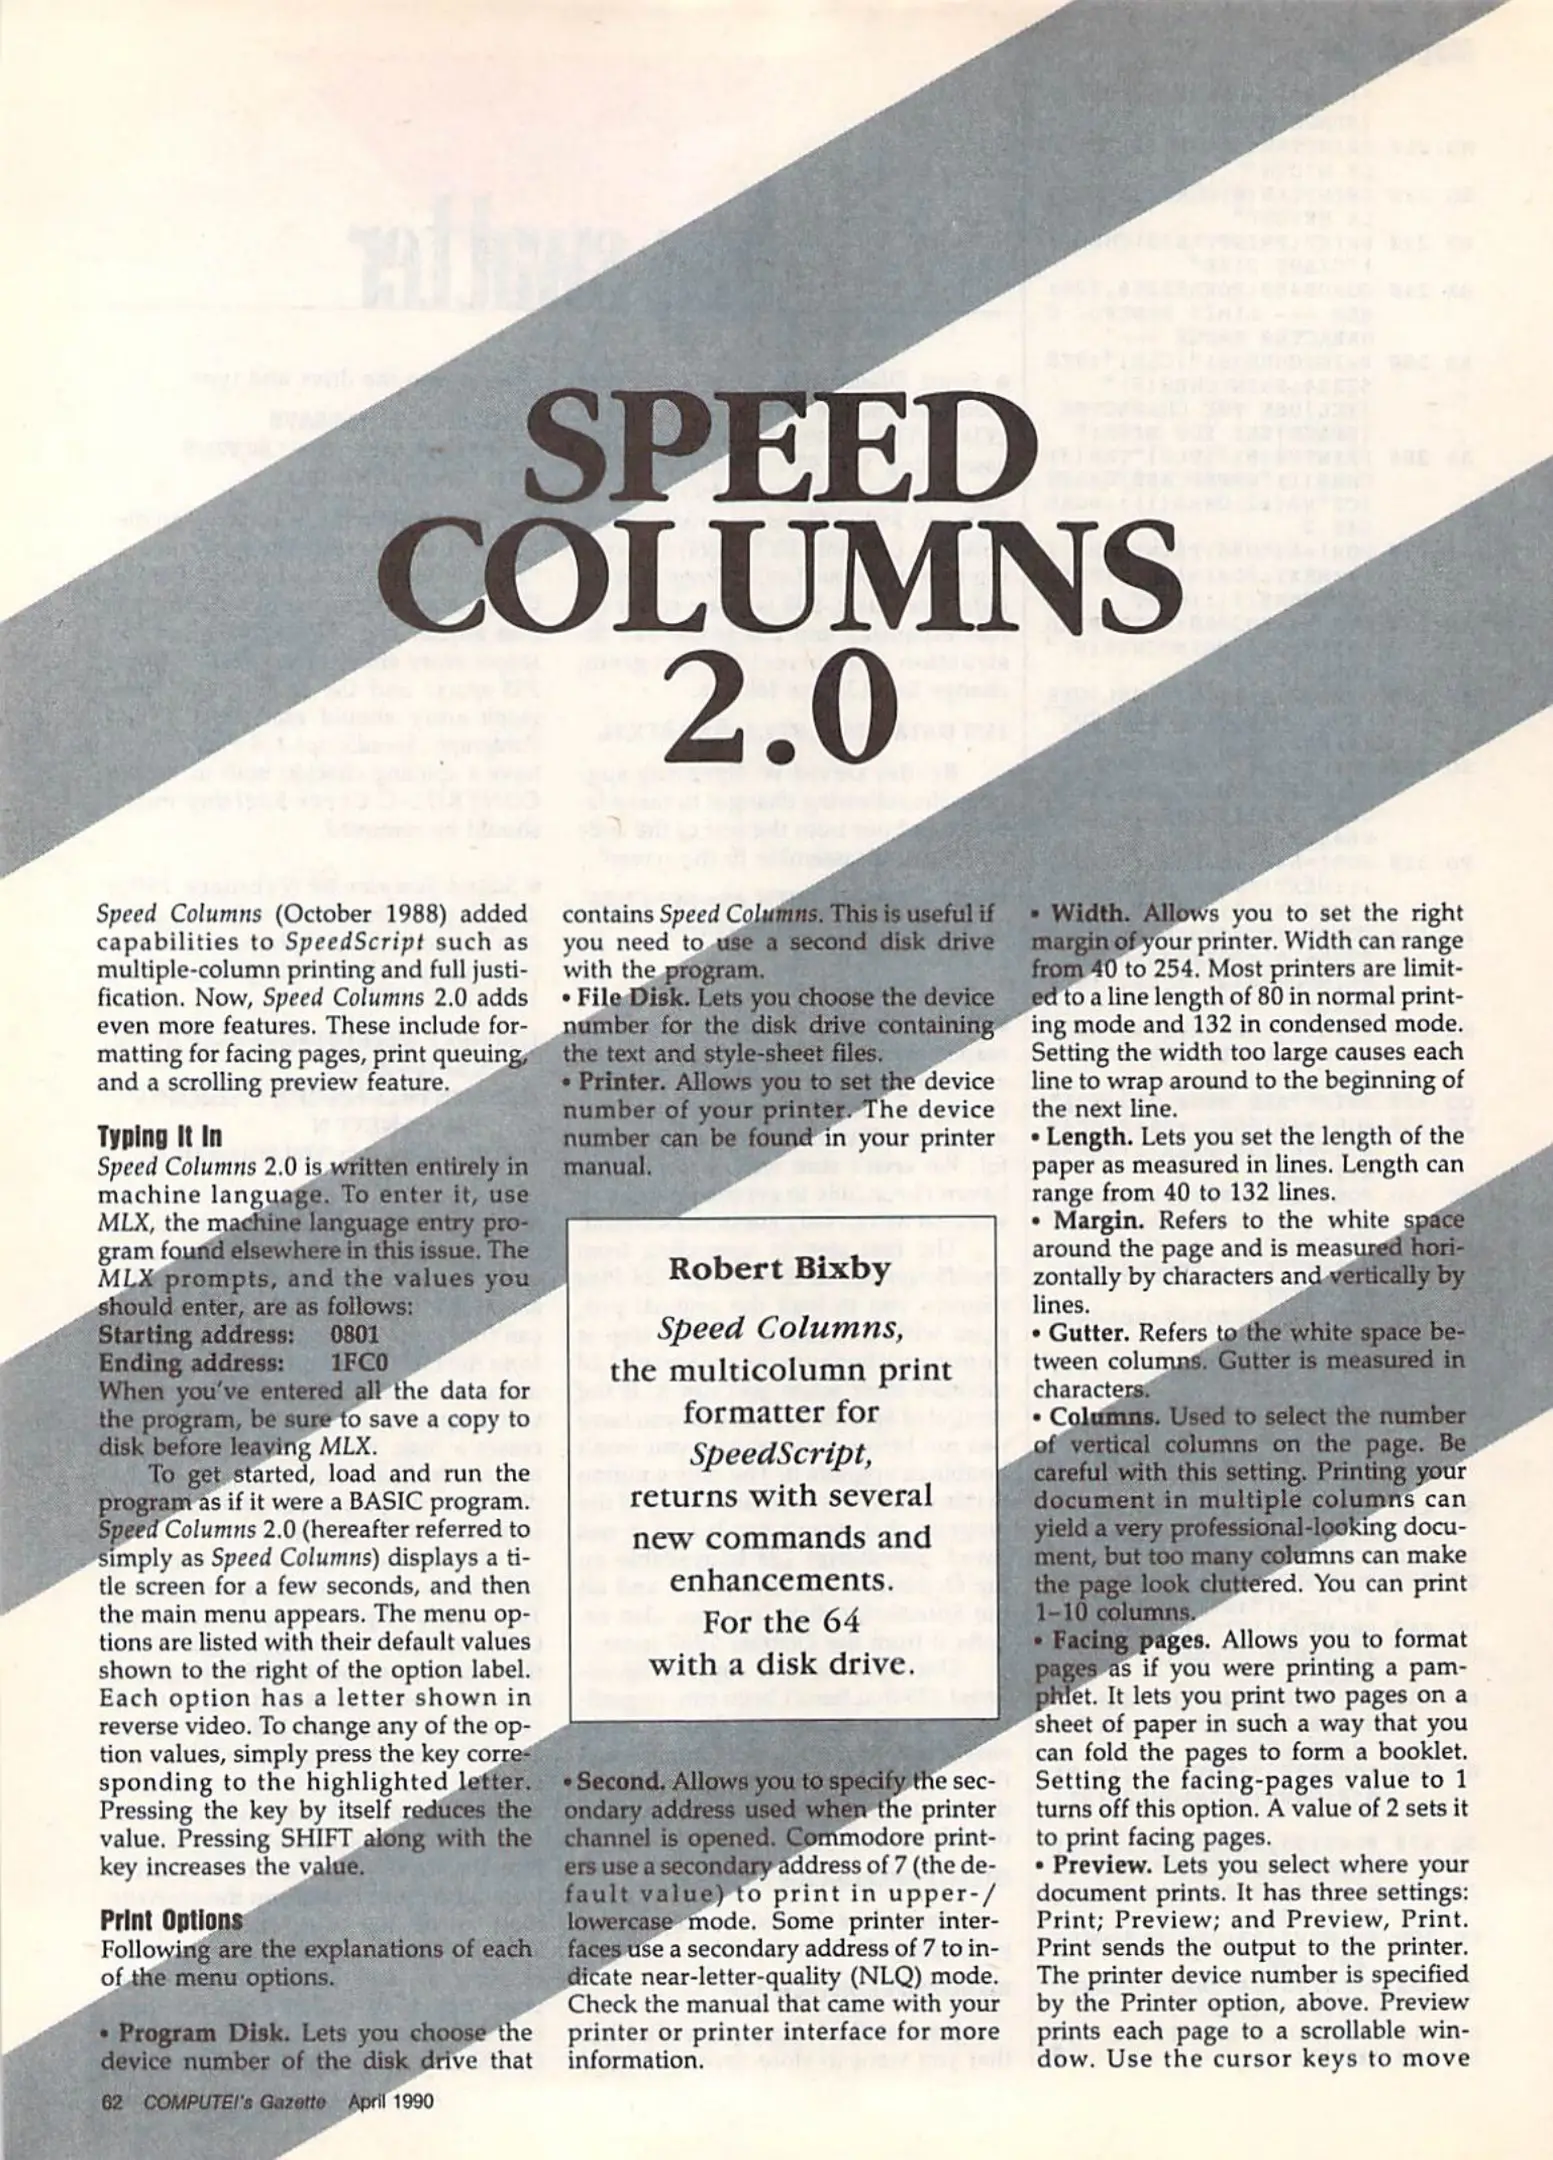 SPEED
COLUMNS
2.0
Speed Columns (October 1988) added
capabilities to SpeedScript such as
multiple-column printing and full justi-
fication. Now, Speed Columns 2.0 adds
even more features. These include for-
matting for facing pages, print queuing,
and a scrolling preview feature.
Typing It In
Speed Columns 2.0 is written entirely in
machine language. To enter it, use
MLX, the machine language entry pro-
gram found elsewhere in this issue. The
MLX prompts, and the values you
should enter, are as follows:
Starting address: 0801
Ending address: 1FC0
When you've entered all the data for
the program, be sure to save a copy to
disk before leaving MLX.
To get started, load and run the
program as if it were a BASIC program.
Speed Columns 2.0 (hereafter referred to
simply as Speed Columns) displays a ti-
tle screen for a few seconds, and then
the main menu appears. The menu op-
tions are listed with their default values
shown to the right of the option label.
Each option has a letter shown in
reverse video. To change any of the op-
tion values, simply press the key corre-
sponding to the highlighted letter.
Pressing the key by itself reduces the
value. Pressing SHIFT along with the
key increases the value.
Print Options
Following are the explanations of each
of the menu options.
• Program Disk. Lets you choose the
device number of the disk drive that
contains Speed Columns. This is useful if
you need to use a second disk drive
with the program.
• File Disk. Lets you choose the device
number for the disk drive containing
the text and style-sheet files.
• Printer. Allows you to set the device
number of your printer. The device
number can be found in your printer
manual.
Robert Bixby
Speed Columns,
the multicolumn print
formatter for
SpeedScript,
returns with several
new commands and
enhancements.
For the 64
with a disk drive.
• Second. Allows you to specify the sec-
ondary address used when the printer
channel is opened. Commodore print-
ers use a secondary address of 7 (the de-
fault value) to print in upper-/
lowercase mode. Some printer inter-
faces use a secondary address of 7 to in-
dicate near-letter-quality (NLQ) mode.
Check the manual that came with your
printer or printer interface for more
information.
• Width. Allows you to set the right
margin of your printer. Width can range
from 40 to 254. Most printers are limit-
ed to a line length of 80 in normal print-
ing mode and 132 in condensed mode.
Setting the width too large causes each
line to wrap around to the beginning of
the next line.
• Length. Lets you set the length of the
paper as measured in lines. Length can
range from 40 to 132 lines.
• Margin. Refers to the white space
around the page and is measured hori-
zontally by characters and vertically by
lines.
• Gutter. Refers to the white space be-
tween columns. Gutter is measured in
characters.
• Columns. Used to select the number
of vertical columns on the page. Be
careful with this setting. Printing your
document in multiple columns can
yield a very professional-looking docu-
ment, but too many columns can make
the page look cluttered. You can print
1–10 columns.
• Facing pages. Allows you to format
pages as if you were printing a pam-
phlet. It lets you print two pages on a
sheet of paper in such a way that you
can fold the pages to form a booklet.
Setting the facing-pages value to 1
turns off this option. A value of 2 sets it
to print facing pages.
• Preview. Lets you select where your
document prints. It has three settings:
Print; Preview; and Preview, Print.
Print sends the output to the printer.
The printer device number is specified
by the Printer option, above. Preview
prints each page to a scrollable win-
dow. Use the cursor keys to move
62 COMPUTE!'s Gazette April 1990